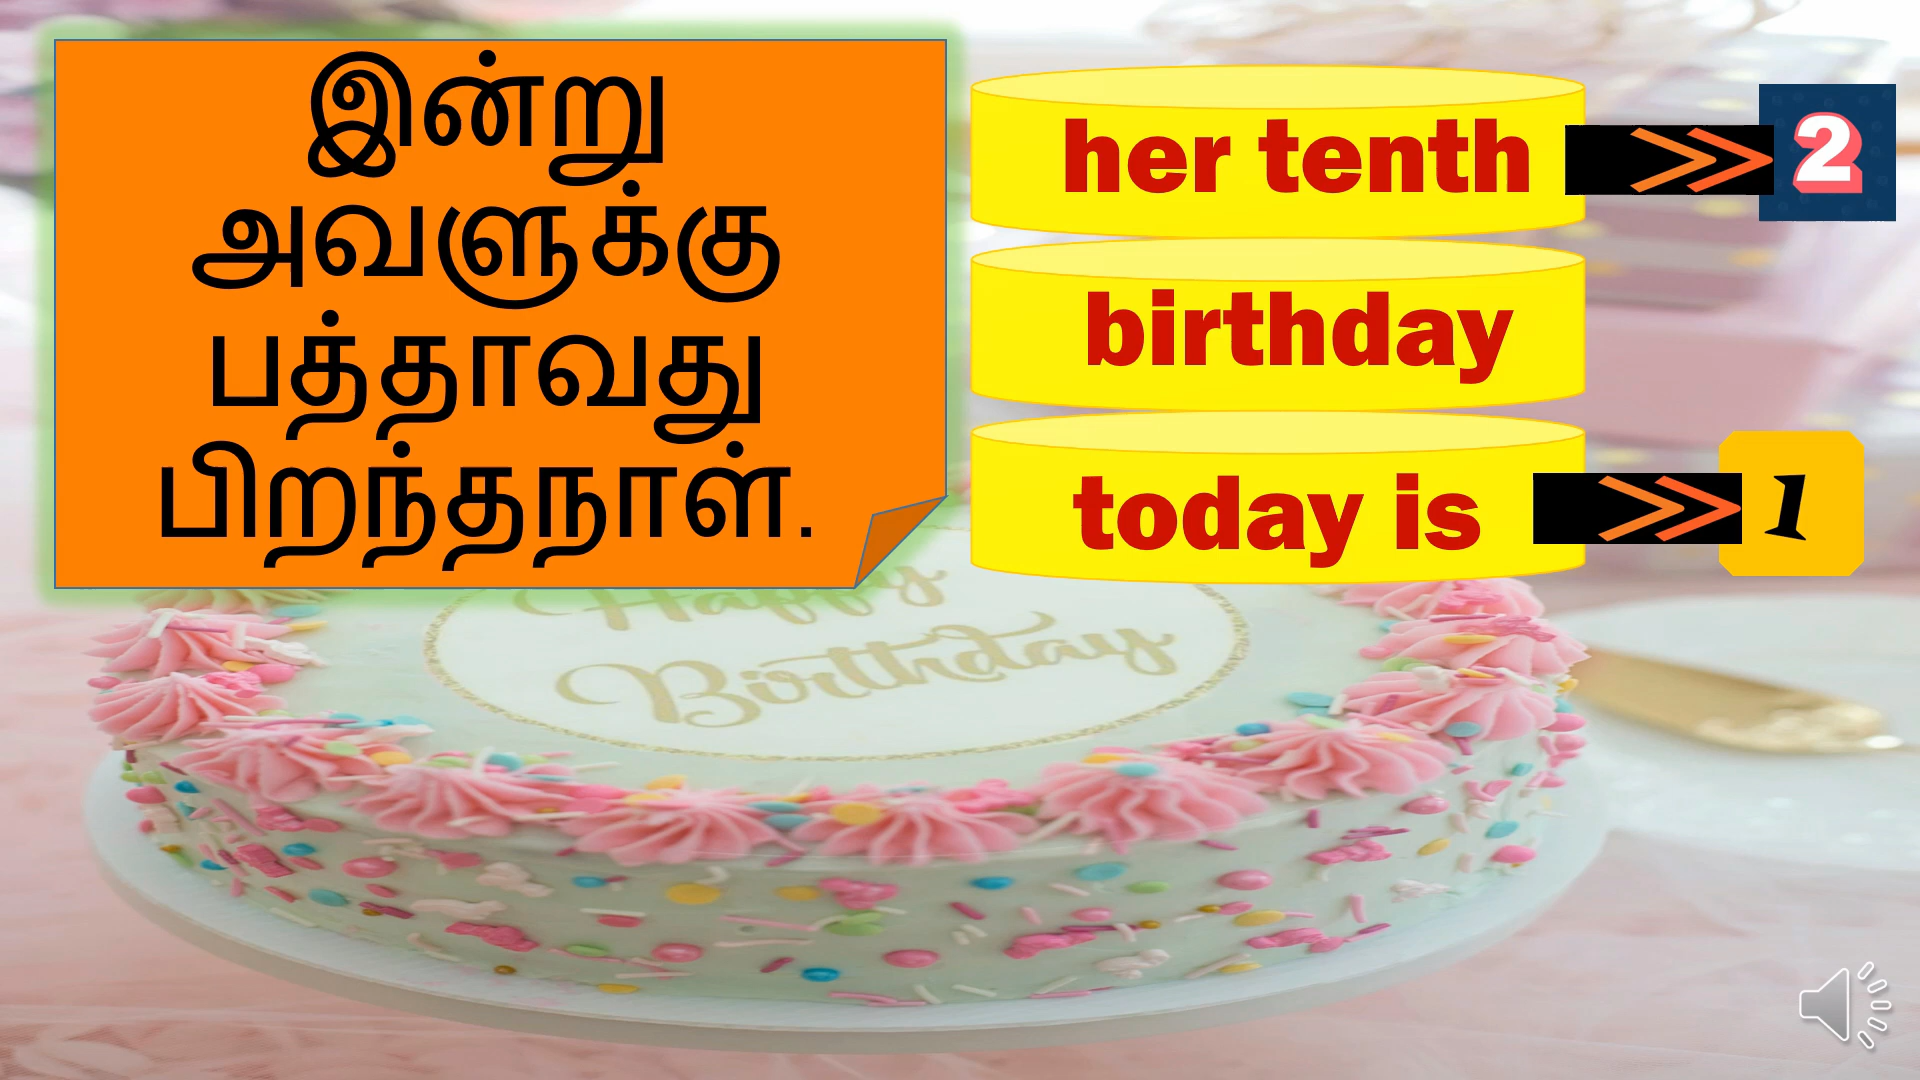 இன்று
அவளுக்கு
பத்தாவது
பிறந்தநாள்.
her tenth
2
birthday
today is
1
Happy
Birthday